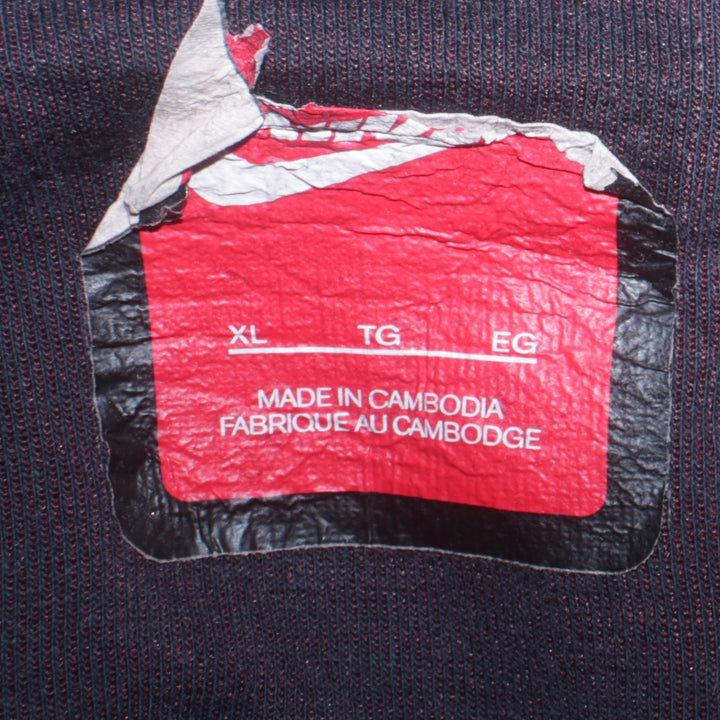 XL TG EG
MADE IN CAMBODIA
FABRIQUE AU CAMBODGE